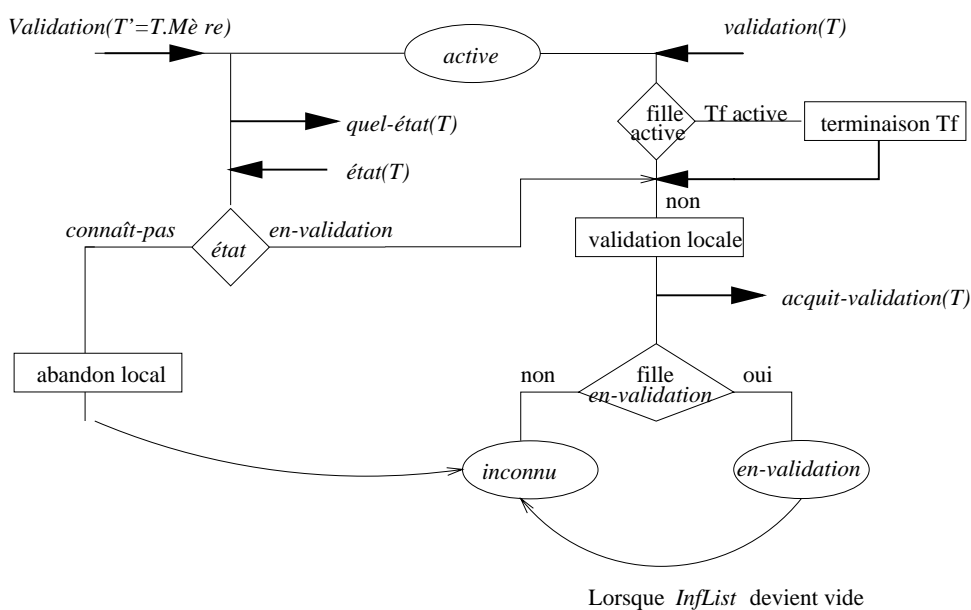 Validation(T'=T.Mè re)
validation(T)
active
fille
active
Tf active
terminaison Tf
quel-état(T)
état(T)
non
connaît-pas
état
en-validation
validation locale
acquit-validation(T)
abandon local
non
fille
en-validation
oui
inconnu
en-validation
Lorsque InfList devient vide